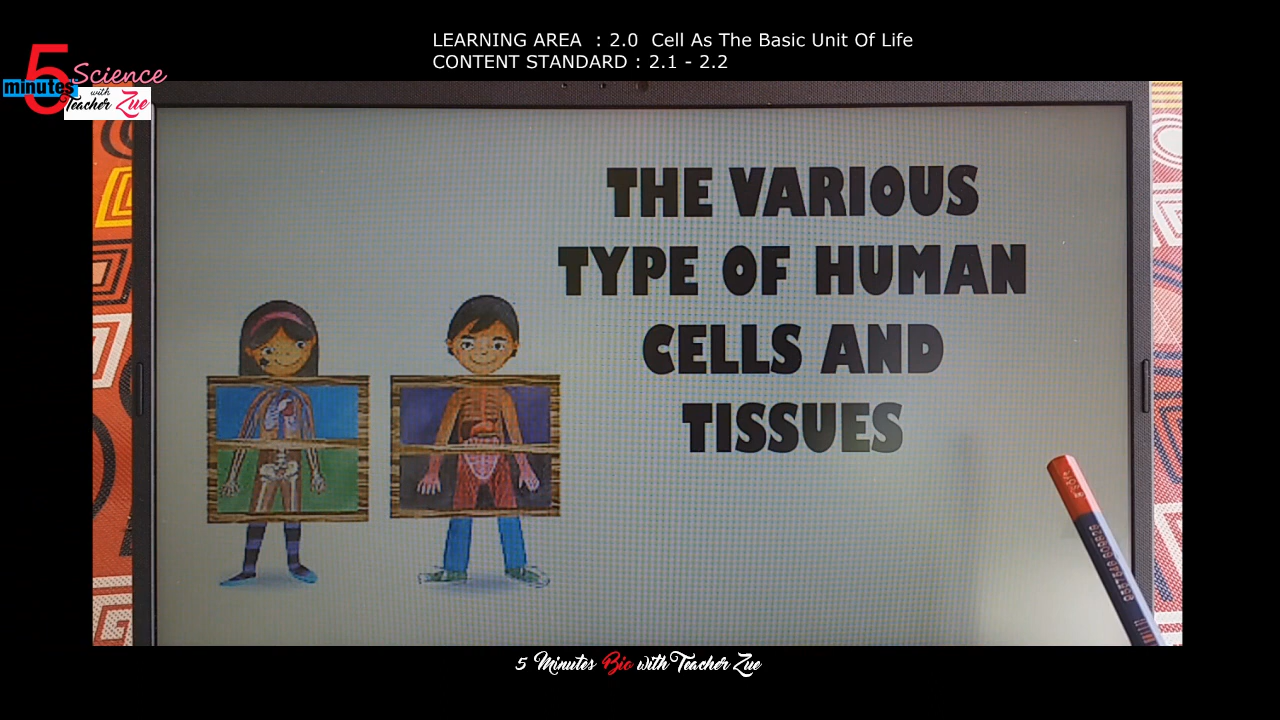 LEARNING AREA : 2.0 Cell As The Basic Unit Of Life
CONTENT STANDARD : 2.1 - 2.2
5 Science
minutes with
Teacher Zue
THE VARIOUS
TYPE OF HUMAN
CELLS AND
TISSUES
5 Minutes Bio with Teacher Zue